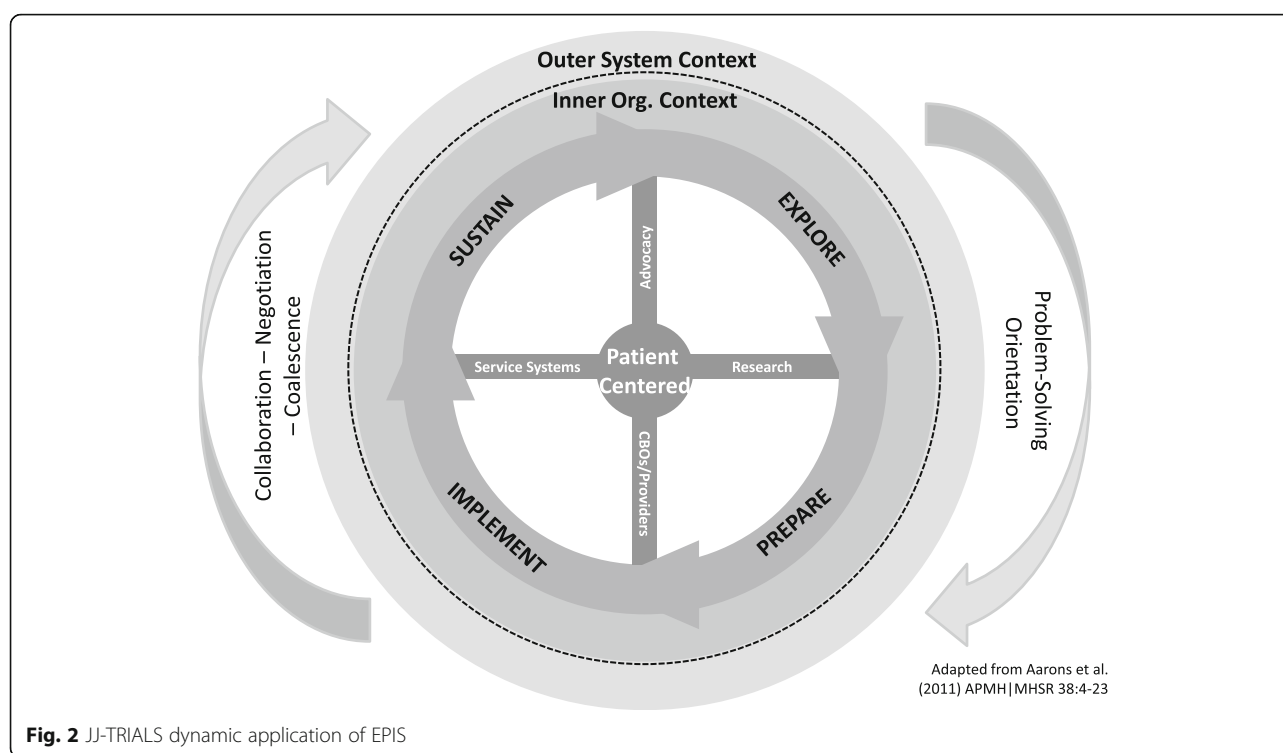 Outer System Context
Inner Org. Context
SUSTAIN
EXPLORE
Advocacy
Collaboration – Negotiation
– Coalescence
Service Systems
Patient
Centered
Research
Problem-Solving
Orientation
CBOs/Providers
IMPLEMENT
PREPARE
Adapted from Aarons et al.
(2011) APMH|MHSR 38:4-23
Fig. 2 JJ-TRIALS dynamic application of EPIS